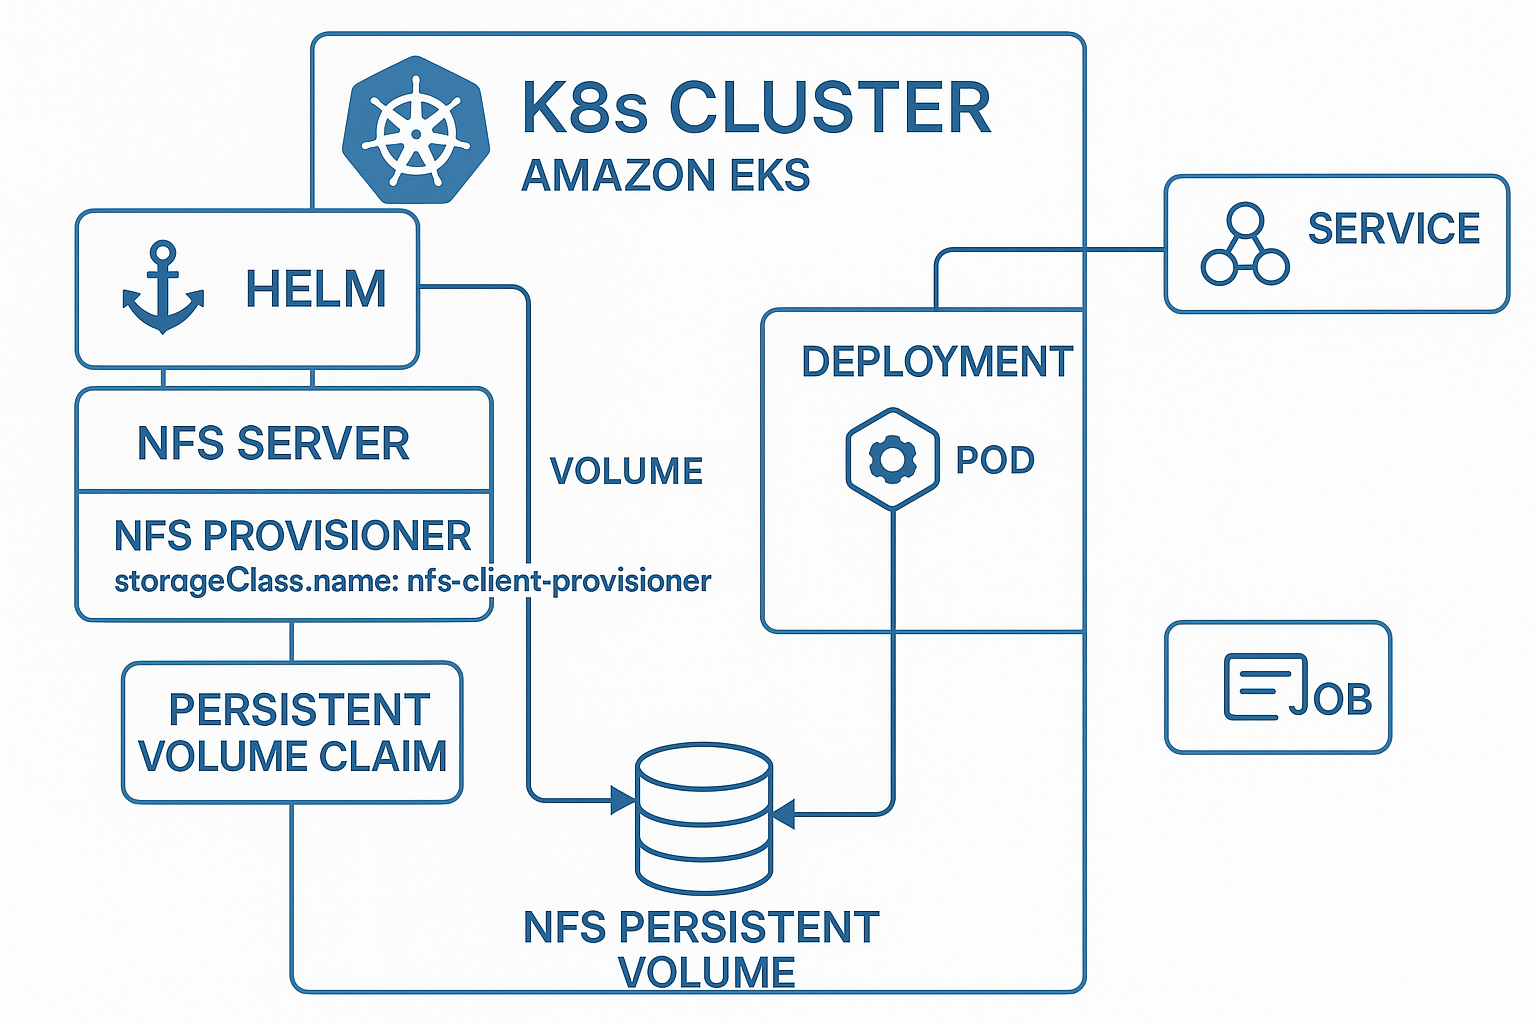 K8s CLUSTER
AMAZON EKS
HELM
SERVICE
NFS SERVER
DEPLOYMENT
POD
VOLUME
NFS PROVISIONER
storageClass.name: nfs-client-provisioner
PERSISTENT
VOLUME CLAIM
JOB
NFS PERSISTENT
VOLUME